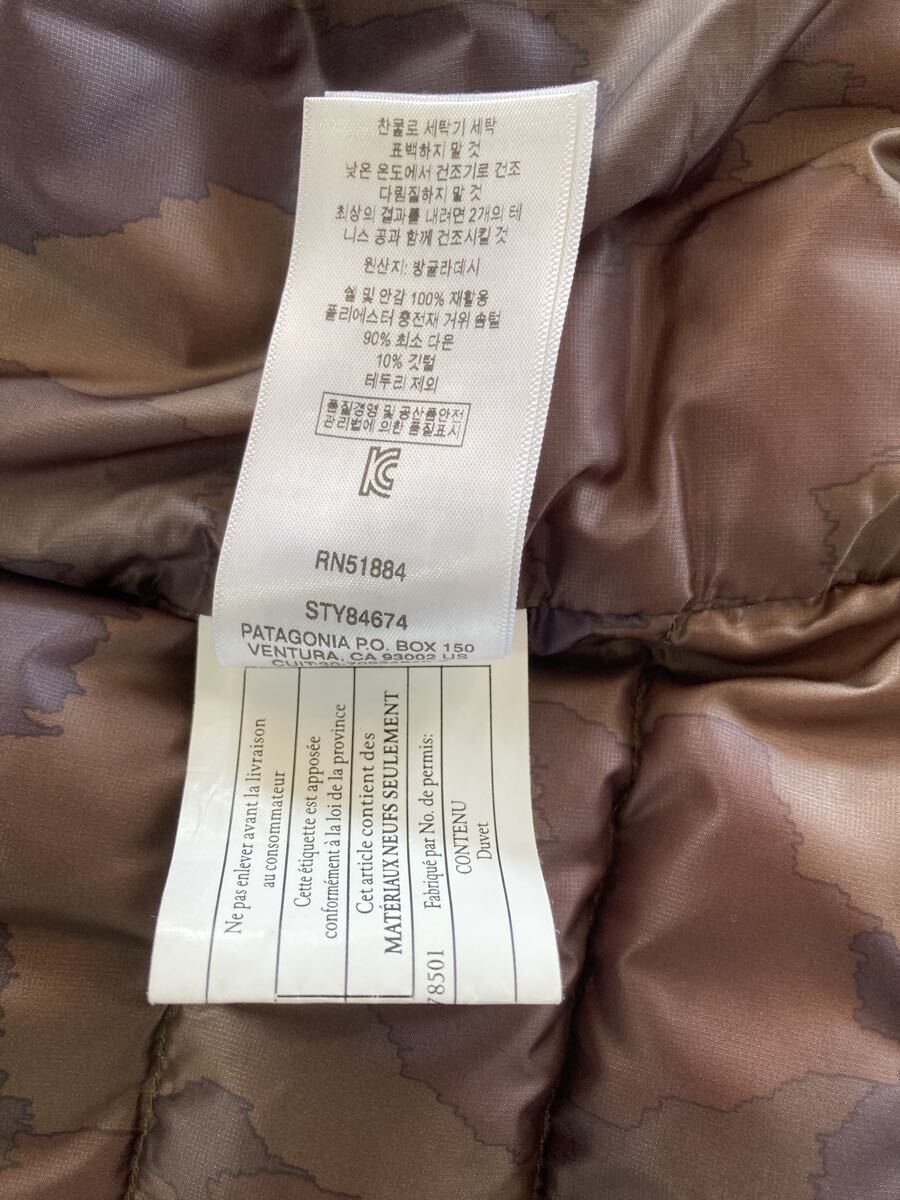 찬물로 세탁기 세탁
표백하지 말 것
낮은 온도에서 건조기로 건조
다림질하지 말 것
최상의 결과를 내려면 2개의 테
니스 공과 함께 건조시킬 것
원산지: 방글라데시
쉘 및 안감 100% 재활용
폴리에스터 충전재 거위 솜털
90% 최소 다운
10% 깃털
테두리 제외
품질경영 및 공산품안전
관리법에 의한 품질표시
RN51884
STY84674
PATAGONIA P.O. BOX 150
VENTURA, CA 93002 US
Ne pas enlever avant la livraison
au consommateur
Cette étiquette est apposée
conformément à la loi de la province
Cet article contient des
MATÉRIAUX NEUFS SEULEMENT
Fabriqué par No. de permis:
78501
CONTENU
Duvet